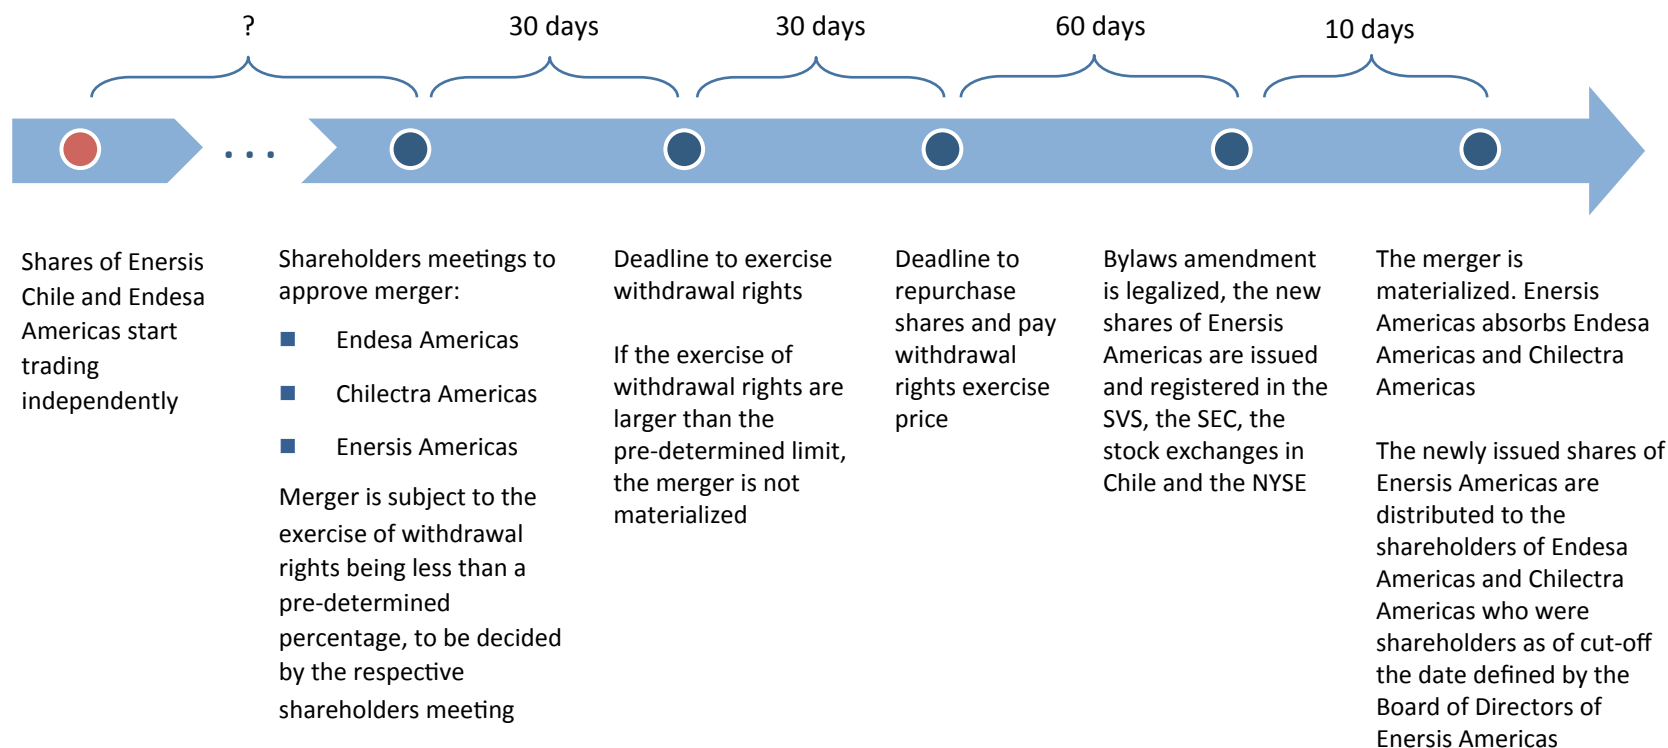 ?
30 days
30 days
60 days
10 days
. . .
Shares of Enersis
Chile and Endesa
Americas start
trading
independently
Shareholders meetings to
approve merger:
■ Endesa Americas
■ Chilectra Americas
■ Enersis Americas
Merger is subject to the
exercise of withdrawal
rights being less than a
pre-determined
percentage, to be decided
by the respective
shareholders meeting
Deadline to exercise
withdrawal rights
If the exercise of
withdrawal rights are
larger than the
pre-determined limit,
the merger is not
materialized
Deadline to
repurchase
shares and pay
withdrawal
rights exercise
price
Bylaws amendment
is legalized, the new
shares of Enersis
Americas are issued
and registered in the
SVS, the SEC, the
stock exchanges in
Chile and the NYSE
The merger is
materialized. Enersis
Americas absorbs Endesa
Americas and Chilectra
Americas
The newly issued shares of
Enersis Americas are
distributed to the
shareholders of Endesa
Americas and Chilectra
Americas who were
shareholders as of cut-off
the date defined by the
Board of Directors of
Enersis Americas